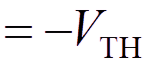 = −V_TH